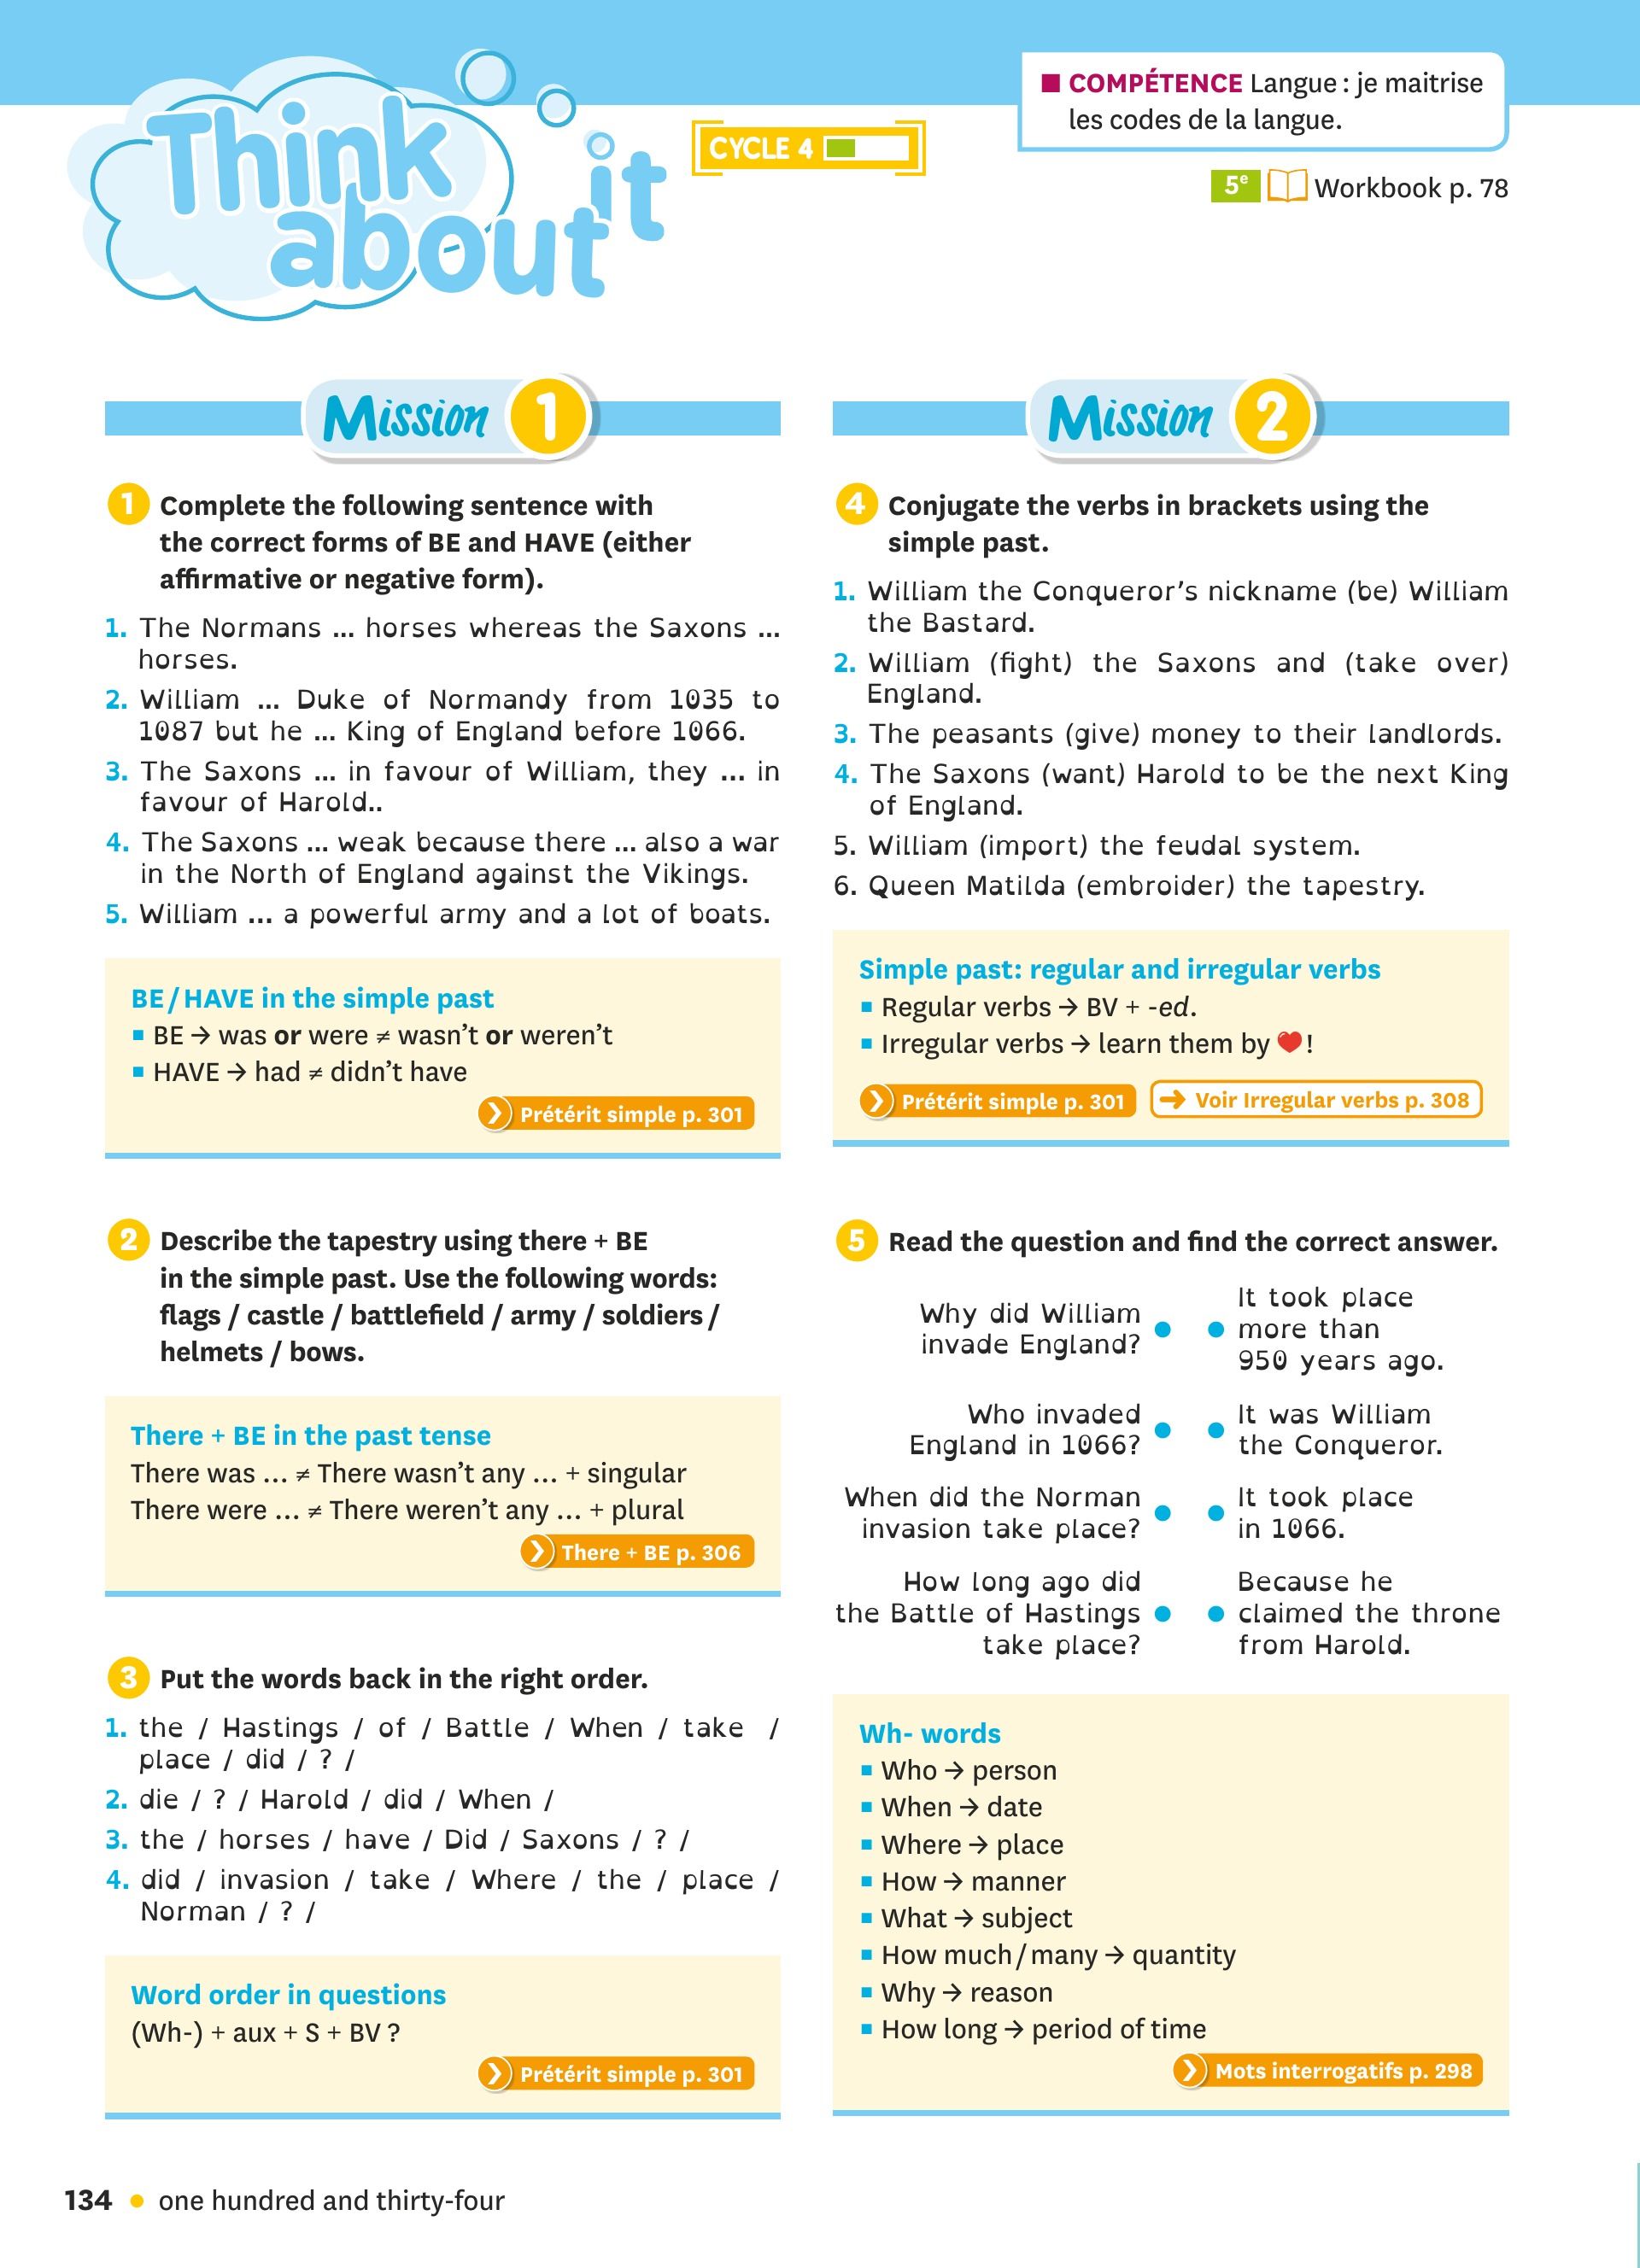 Think
about it
CYCLE 4
■ COMPÉTENCE Langue : je maitrise
les codes de la langue.
5e Workbook p. 78
Mission 1
1 Complete the following sentence with
the correct forms of BE and HAVE (either
affirmative or negative form).
1. The Normans ... horses whereas the Saxons ...
horses.
2. William ... Duke of Normandy from 1035 to
1087 but he ... King of England before 1066.
3. The Saxons ... in favour of William, they ... in
favour of Harold..
4. The Saxons ... weak because there ... also a war
in the North of England against the Vikings.
5. William ... a powerful army and a lot of boats.
BE / HAVE in the simple past
▪ BE → was or were ≠ wasn't or weren't
▪ HAVE → had ≠ didn't have
Prétérit simple p. 301
2 Describe the tapestry using there + BE
in the simple past. Use the following words:
flags / castle / battlefield / army / soldiers /
helmets / bows.
There + BE in the past tense
There was ... ≠ There wasn't any ... + singular
There were ... ≠ There weren't any ... + plural
There + BE p. 306
3 Put the words back in the right order.
1. the / Hastings / of / Battle / When / take /
place / did / ? /
2. die / ? / Harold / did / When /
3. the / horses / have / Did / Saxons / ? /
4. did / invasion / take / Where / the / place /
Norman / ? /
Word order in questions
(Wh-) + aux + S + BV ?
Prétérit simple p. 301
Mission 2
4 Conjugate the verbs in brackets using the
simple past.
1. William the Conqueror's nickname (be) William
the Bastard.
2. William (fight) the Saxons and (take over)
England.
3. The peasants (give) money to their landlords.
4. The Saxons (want) Harold to be the next King
of England.
5. William (import) the feudal system.
6. Queen Matilda (embroider) the tapestry.
Simple past: regular and irregular verbs
▪ Regular verbs → BV + -ed.
▪ Irregular verbs → learn them by ❤!
Prétérit simple p. 301 → Voir Irregular verbs p. 308
5 Read the question and find the correct answer.
Why did William
invade England?
It took place
more than
950 years ago.
Who invaded
England in 1066?
It was William
the Conqueror.
When did the Norman
invasion take place?
It took place
in 1066.
How long ago did
the Battle of Hastings
take place?
Because he
claimed the throne
from Harold.
Wh- words
▪ Who → person
▪ When → date
▪ Where → place
▪ How → manner
▪ What → subject
▪ How much / many → quantity
▪ Why → reason
▪ How long → period of time
Mots interrogatifs p. 298
134 • one hundred and thirty-four